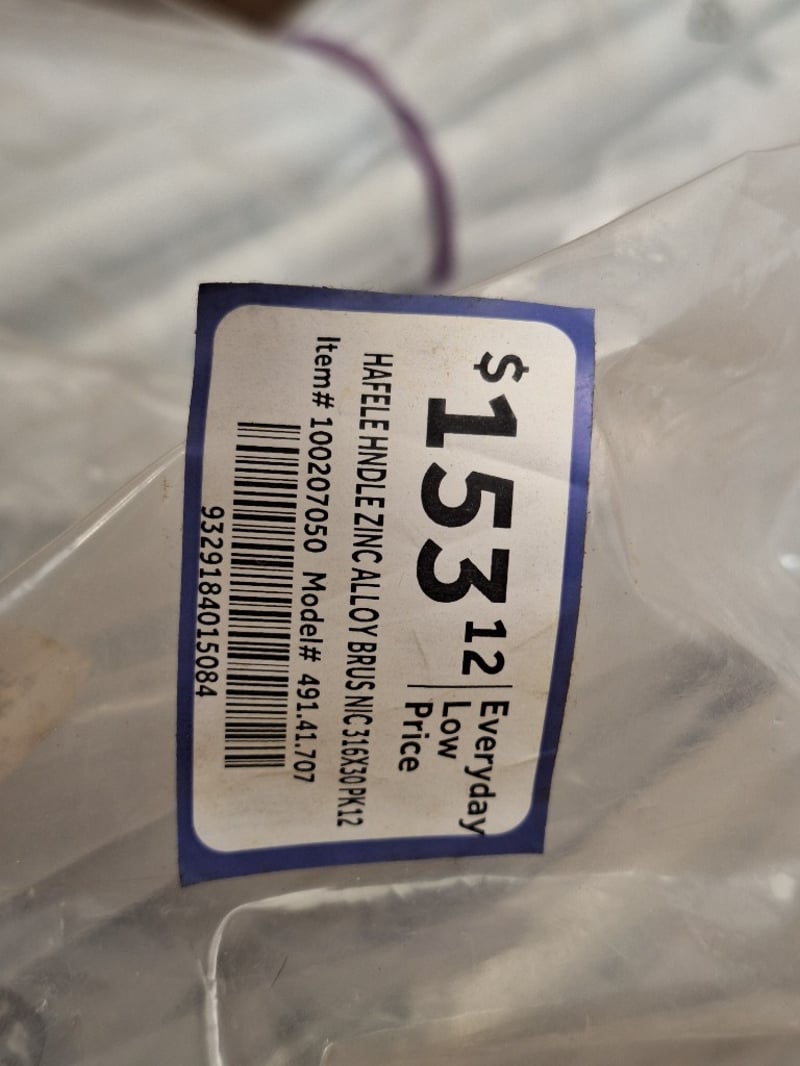 $153 12
Everyday
Low
Price
HAFELE HNDLE ZINC ALLOY BRUS NIC 316X30 PK12
Item# 100207050 Model# 491.41.707
9329184015084